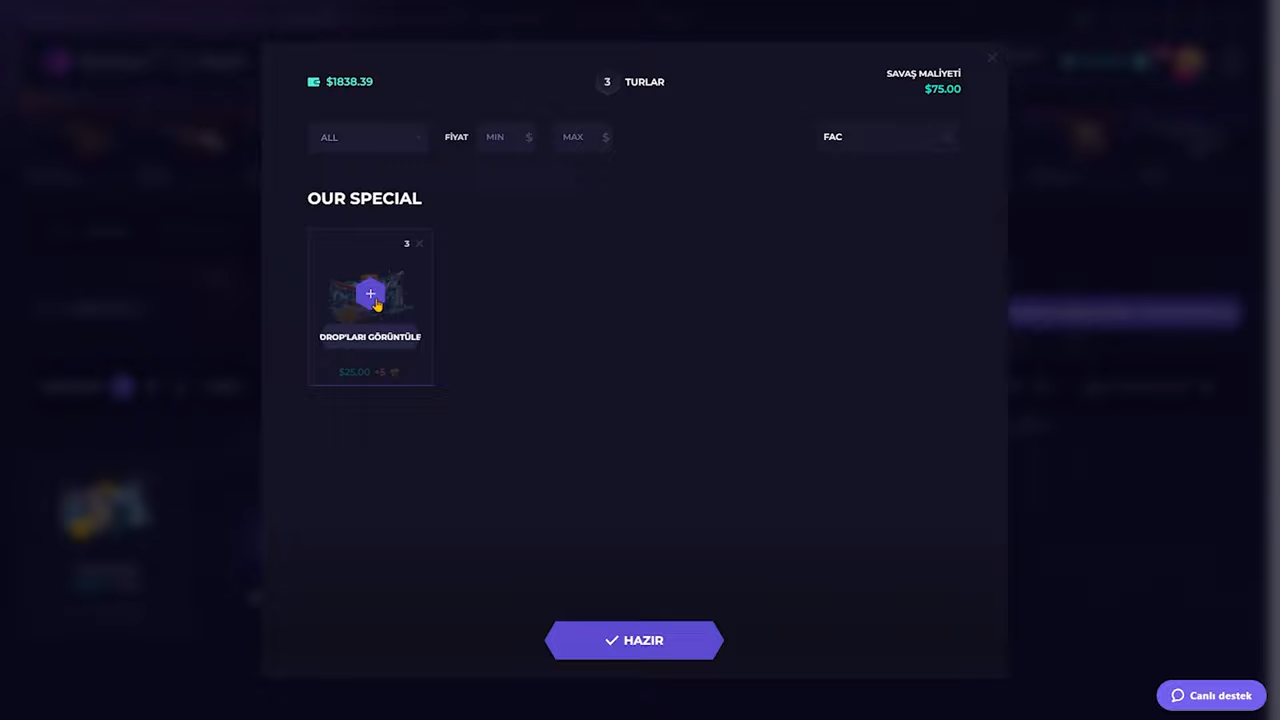 $1838.39
3 TURLAR
SAVAŞ MALİYETİ
$75.00
ALL
FİYAT
MIN $
MAX $
FAC
OUR SPECIAL
3
DROP'LARI GÖRÜNTÜLE
$25.00 +5
HAZIR
Canlı destek